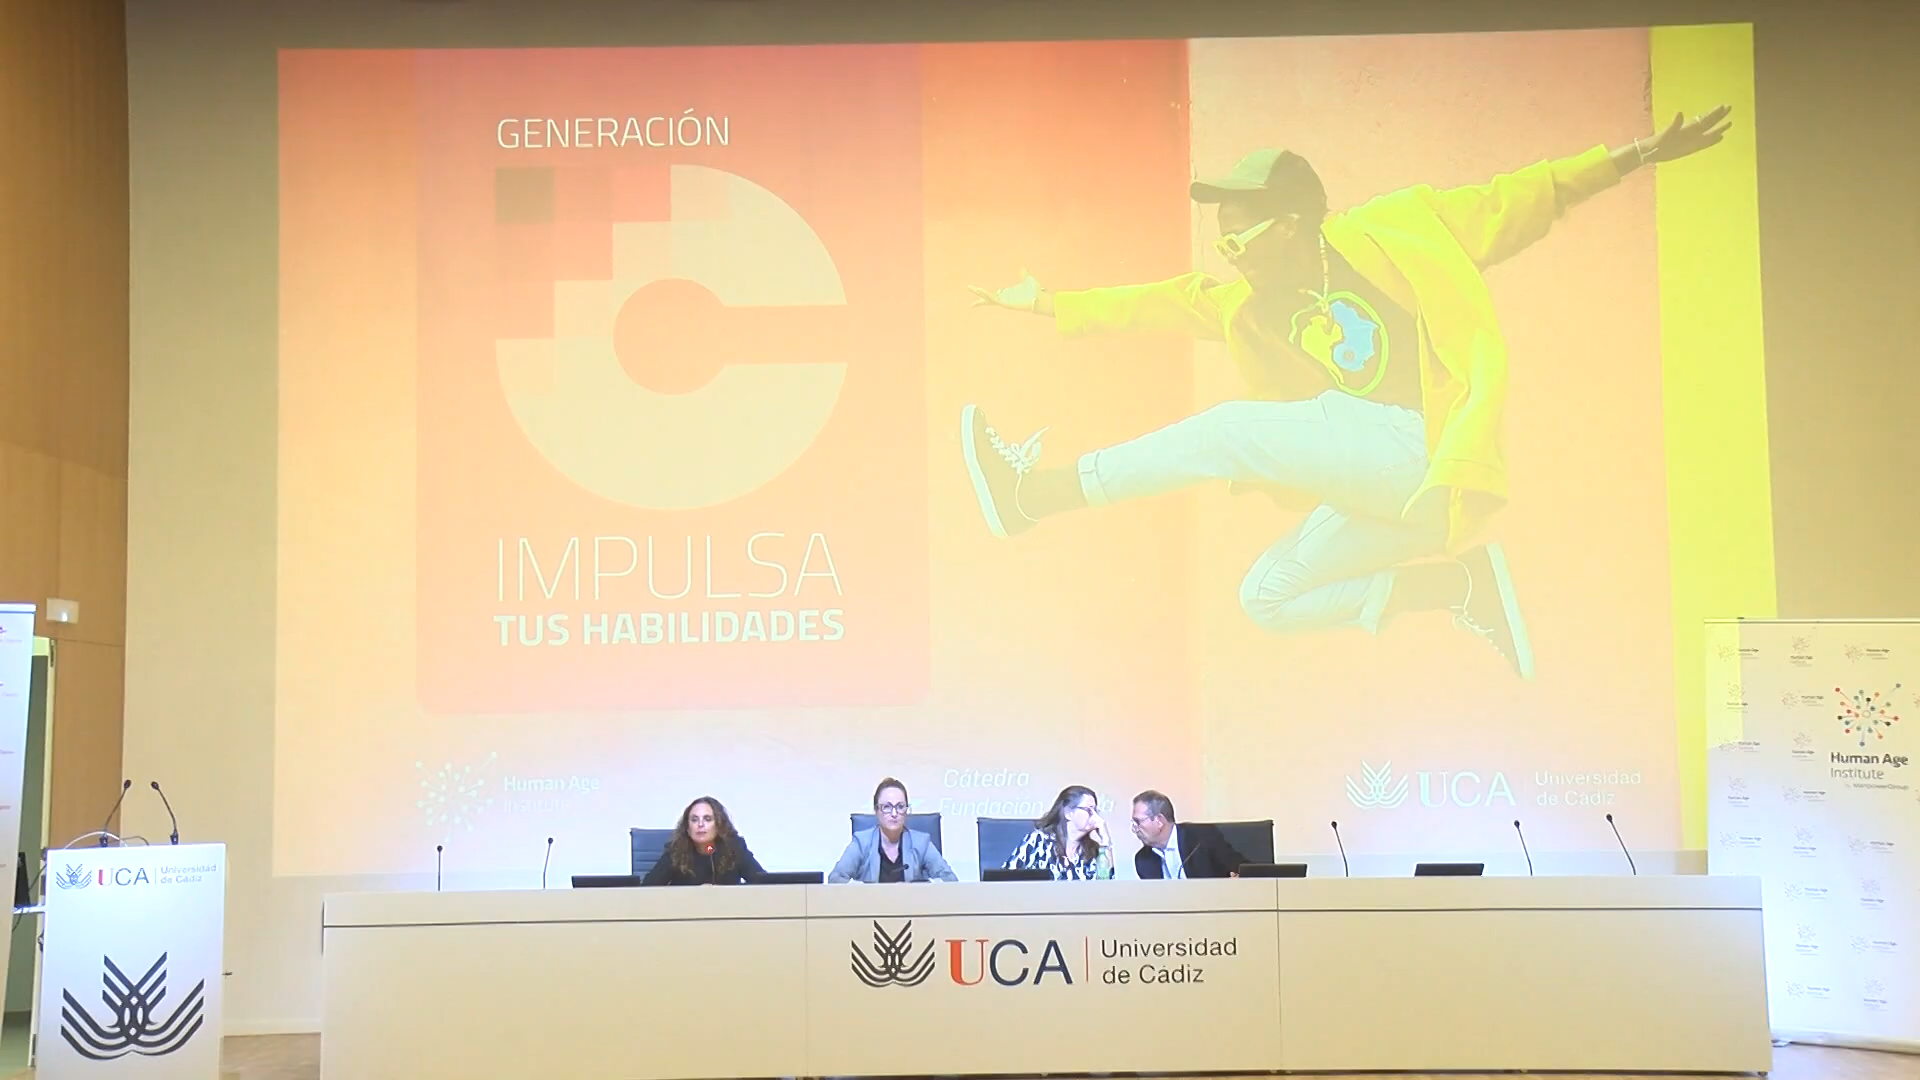 GENERACIÓN
IMPULSA
TUS HABILIDADES
Human Age
Institute
Cátedra
Fundación
UCA
Universidad
de Cádiz
UCA
Universidad
de Cádiz
UCA
Universidad
de Cádiz
Human Age
Institute
ManpowerGroup